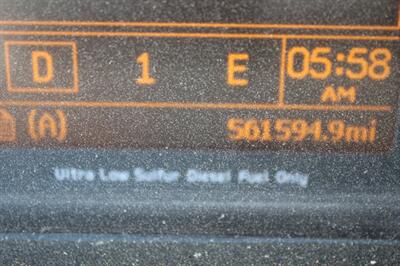 D 1 E 05:58
AM
(A) 561594.9mi
Ultra Low Sulfur Diesel Fuel Only